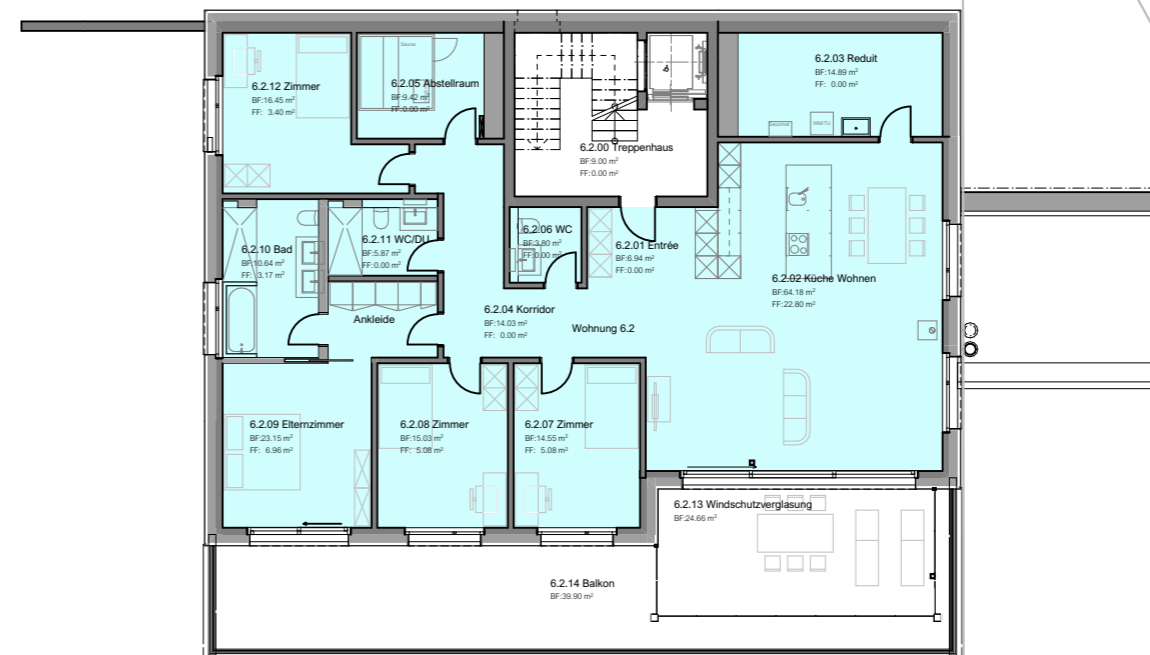 6.2.12 Zimmer
BF:16.45 m²
FF: 3.40 m²
Sauna
6.2.05 Abstellraum
BF:9.42 m²
FF:0.00 m²
6.2.03 Reduit
BF:14.89 m²
FF: 0.00 m²
WM/TU
6.2.00 Treppenhaus
BF:9.00 m²
FF:0.00 m²
6.2.10 Bad
BF:10.64 m²
FF: 3.17 m²
6.2.11 WC/DU
BF:5.87 m²
FF:0.00 m²
6.2.06 WC
BF:3.80 m²
FF:0.00 m²
6.2.01 Entrée
BF:6.94 m²
FF:0.00 m²
6.2.02 Küche Wohnen
BF:64.18 m²
FF:22.80 m²
Ankleide
6.2.04 Korridor
BF:14.03 m²
FF: 0.00 m²
Wohnung 6.2
6.2.09 Elternzimmer
BF:23.15 m²
FF: 6.96 m²
6.2.08 Zimmer
BF:15.03 m²
FF: 5.08 m²
6.2.07 Zimmer
BF:14.55 m²
FF: 5.08 m²
6.2.13 Windschutzverglasung
BF:24.66 m²
6.2.14 Balkon
BF:39.90 m²